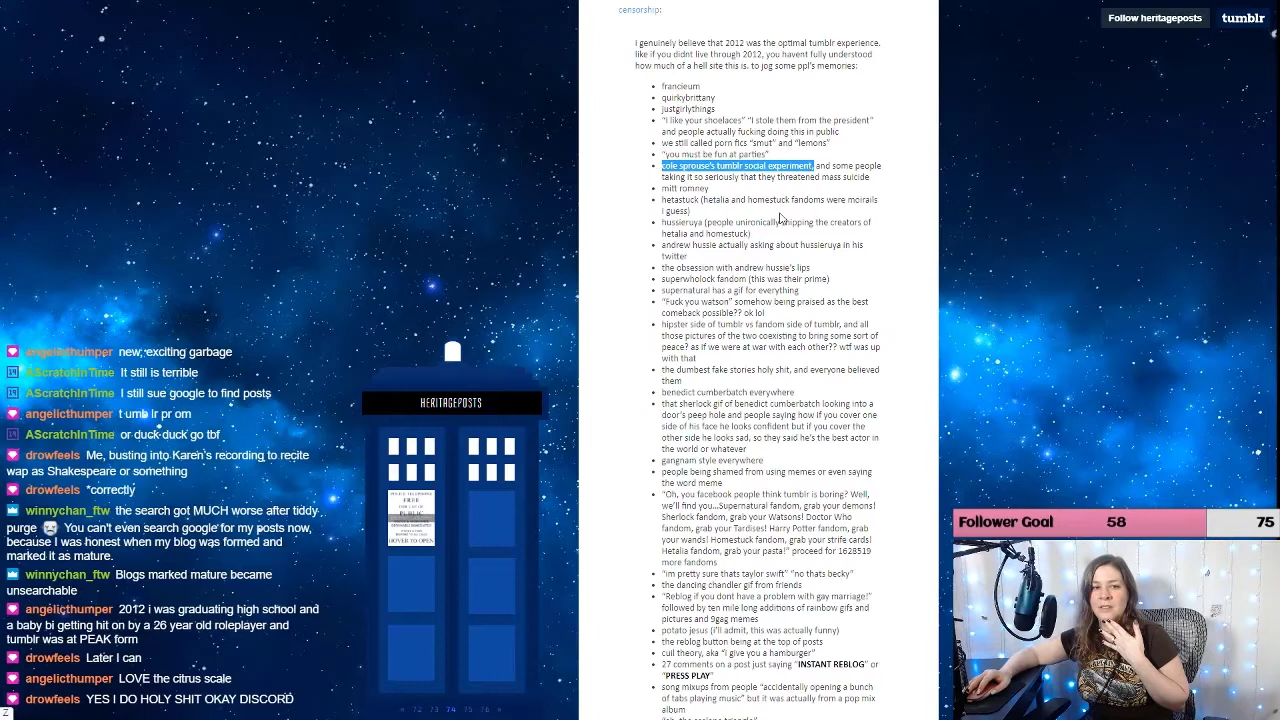 censorship:
Follow heritageposts
tumblr
I genuinely believe that 2012 was the optimal tumblr experience.
like if you didnt live through 2012, you havent fully understood
how much of a hell site this is. to jog some ppl's memories:
• francieum
• quirkybrittany
• justgirlythings
• "I like your shoelaces" "I stole them from the president"
and people actually fucking doing this in public
• we still called porn fics "smut" and "lemons"
• "you must be fun at parties"
• cole sprouse's tumblr social experiment, and some people
taking it so seriously that they threatened mass suicide
• mitt romney
• hetastuck (hetalia and homestuck fandoms were moirails
i guess)
• hussieruya (people unironically shipping the creators of
hetalia and homestuck)
• andrew hussie actually asking about hussieruya in his
twitter
• the obsession with andrew hussie's lips
• superwholock fandom (this was their prime)
• supernatural has a gif for everything
• "Fuck you watson" somehow being praised as the best
comeback possible?? ok lol
• hipster side of tumblr vs fandom side of tumblr, and all
those pictures of the two coexisting to bring some sort of
peace? as if we were at war with each other?? wtf was up
with that
• the dumbest fake stories holy shit, and everyone believed
them
• benedict cumberbatch everywhere
• that sherlock gif of benedict cumberbatch looking into a
door's peep hole and people saying how if you cover one
side of his face he looks confident but if you cover the
other side he looks sad, so they said he's the best actor in
the world or whatever
• gangnam style everywhere
• people being shamed from using memes or even saying
the word meme
• "Oh, you facebook people think tumblr is boring? Well,
we'll find you...Supernatural fandom, grab your demons!
Sherlock fandom, grab your Watsons! Doctor Who
fandom, grab your Tardises! Harry Potter fandom, grab
your wands! Homestuck fandom, grab your strife cards!
Hetalia fandom, grab your pasta!" proceed for 1628519
more fandoms
• "im pretty sure thats taylor swift" "no thats becky"
• the dancing chandler gif from friends
• "Reblog if you dont have a problem with gay marriage!"
followed by ten mile long additions of rainbow gifs and
pictures and 9gag memes
• potato jesus (i'll admit, this was actually funny)
• the reblog button being at the top of posts
• cuil theory, aka "i give you a hamburger"
• 27 comments on a post just saying "INSTANT REBLOG" or
"PRESS PLAY"
• song mixups from people "accidentally opening a bunch
of tabs playing music" but it was actually from a pop mix
album
angelicthumper new, exciting garbage
AScratchInTime It still is terrible
AScratchInTime I still sue google to find posts
angelicthumper t umb lr pr om
AScratchInTime or duck duck go tbf
drowfeels Me, busting into Karen's recording to recite
warp as Shakespeare or something
drowfeels *correctly
winnychan_ftw the search got MUCH worse after tiddy
purge You can't even search google for my posts now,
because I was honest when my blog was formed and
marked it as mature.
winnychan_ftw Blogs marked mature became
unsearchable
angelicthumper 2012 i was graduating high school and
a baby bi getting hit on by a 26 year old roleplayer and
tumblr was at PEAK form
drowfeels Listen I can
angelicthumper LOVE the citrus scale
drowfeels YES I DO HOLY SHIT OKAY DISCORD
HERITAGEPOSTS
FREE
PUBLIC
HOVER TO OPEN
« 72 73 74 75 76 »
Follower Goal 58 75